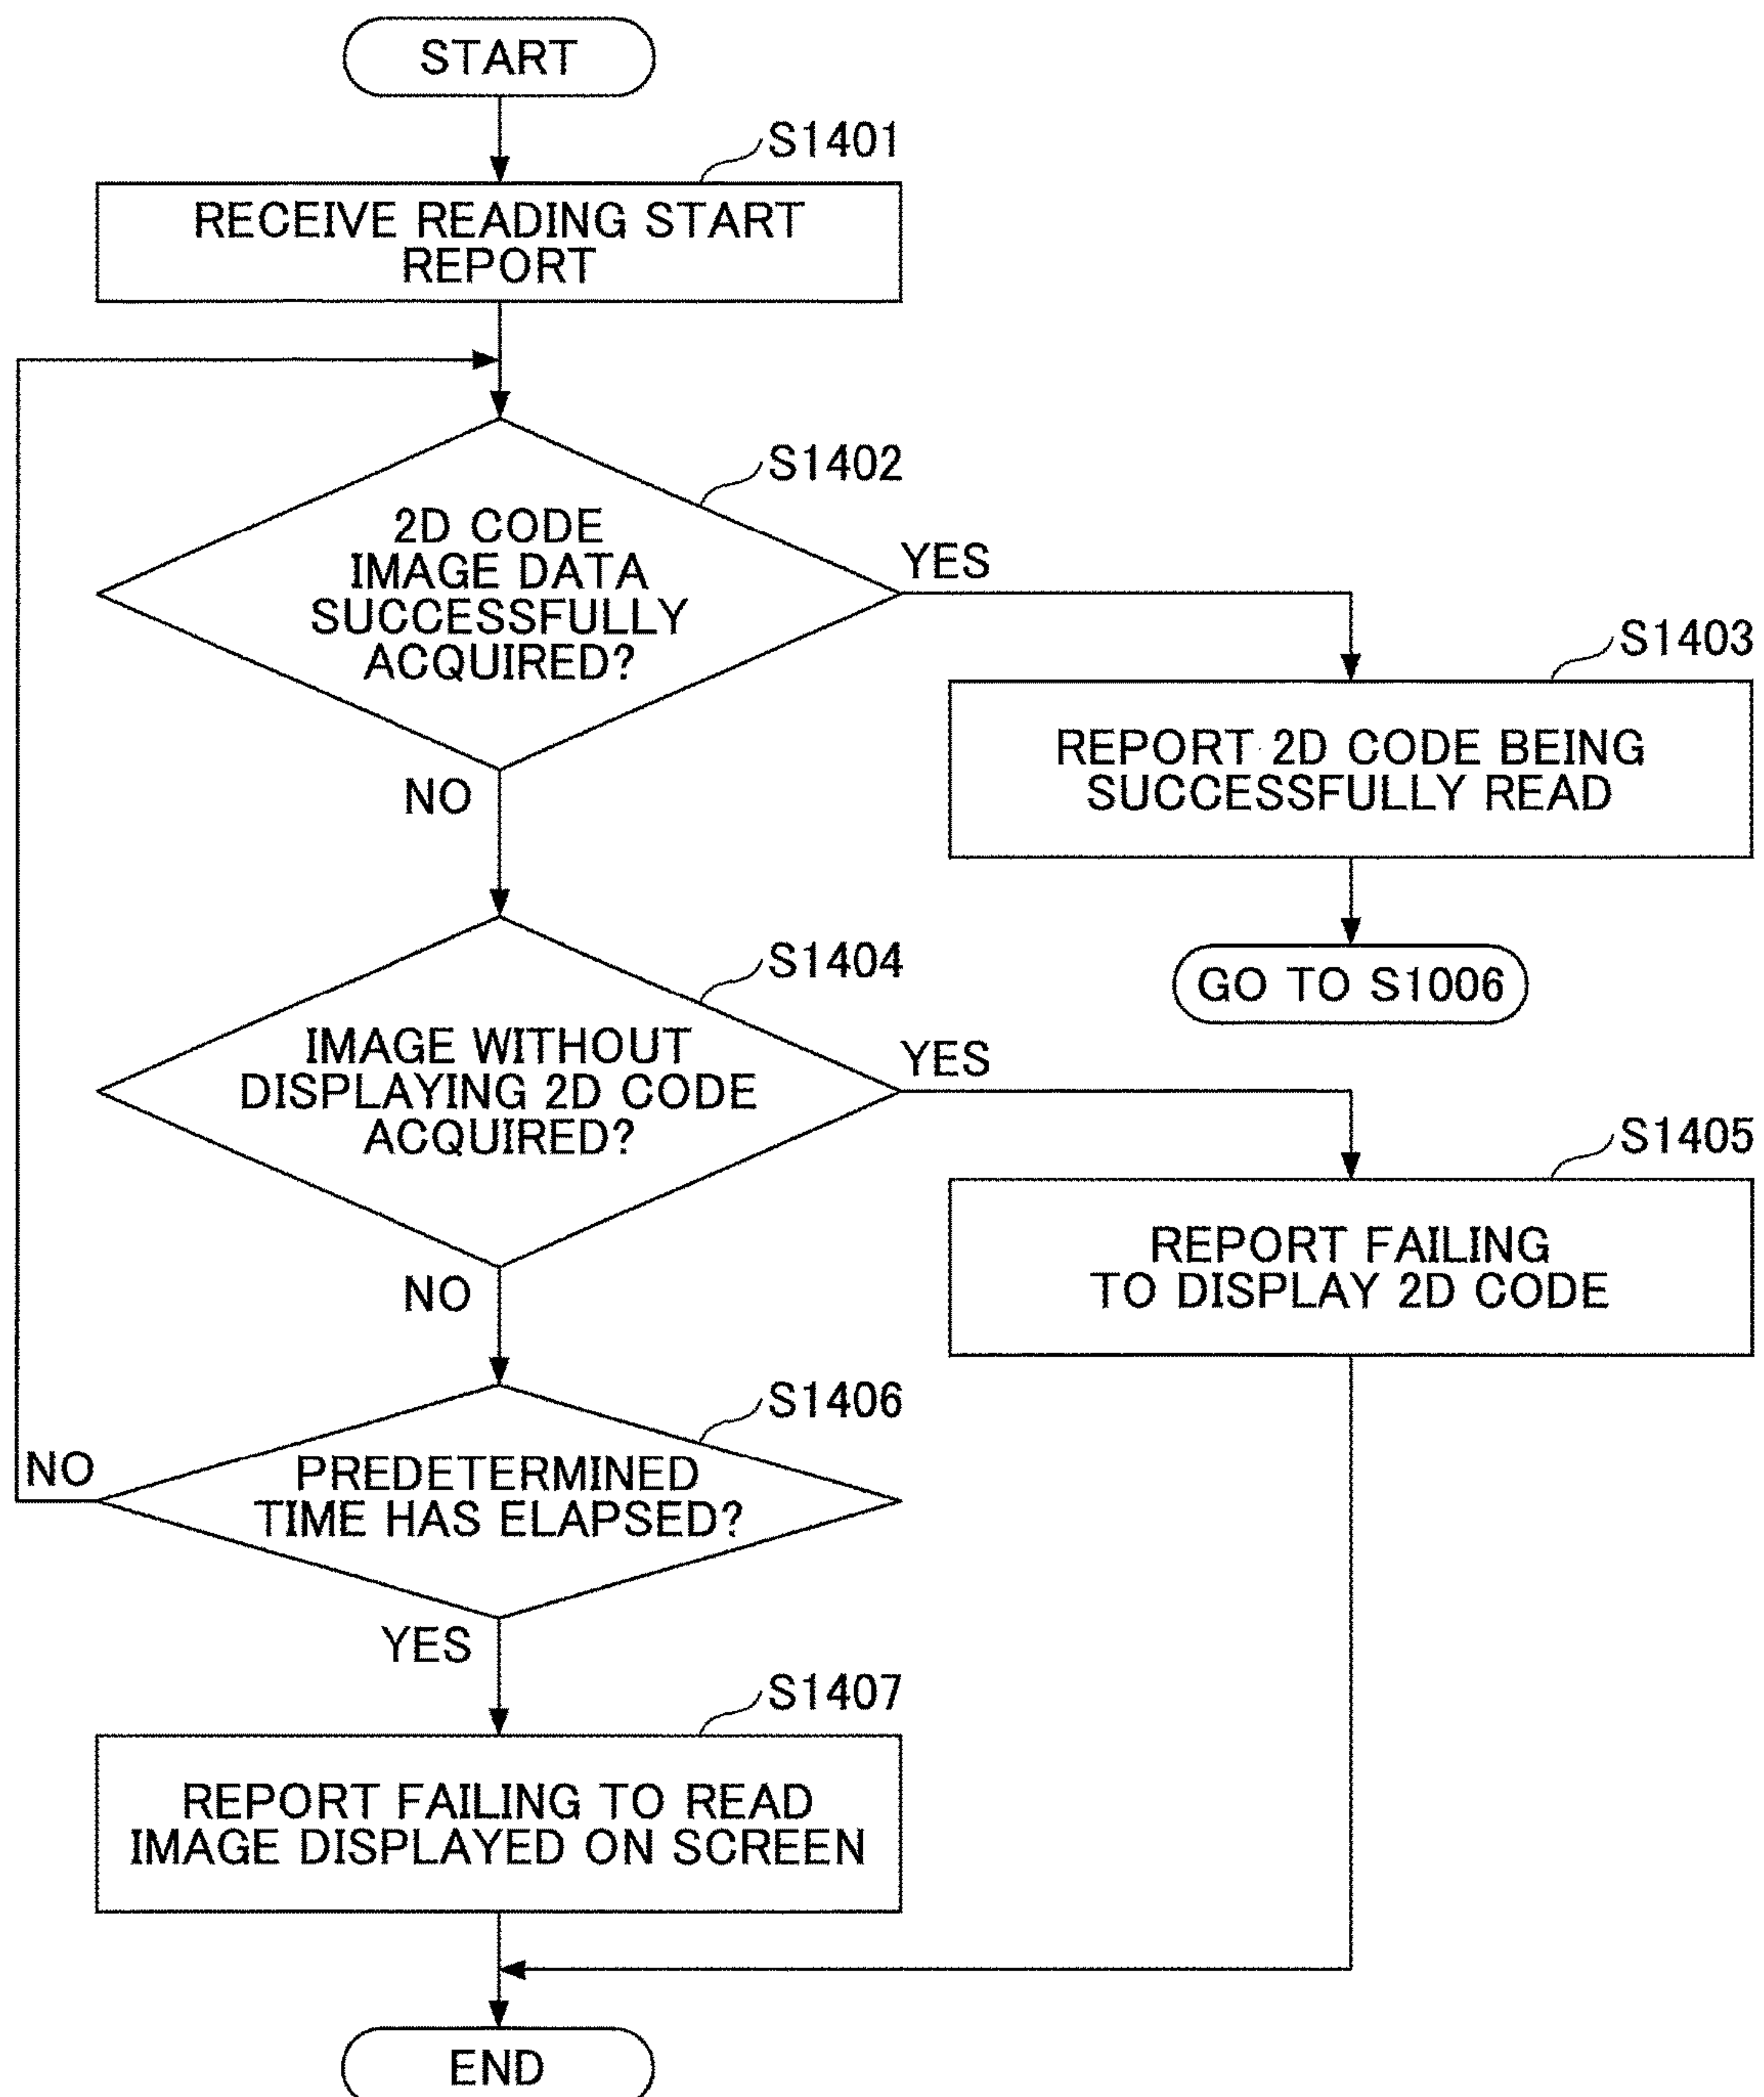 START
S1401
RECEIVE READING START
REPORT
S1402
2D CODE
IMAGE DATA
SUCCESSFULLY
ACQUIRED?
YES
NO
S1403
REPORT 2D CODE BEING
SUCCESSFULLY READ
GO TO S1006
S1404
IMAGE WITHOUT
DISPLAYING 2D CODE
ACQUIRED?
YES
NO
S1405
REPORT FAILING
TO DISPLAY 2D CODE
S1406
PREDETERMINED
TIME HAS ELAPSED?
NO
YES
S1407
REPORT FAILING TO READ
IMAGE DISPLAYED ON SCREEN
END